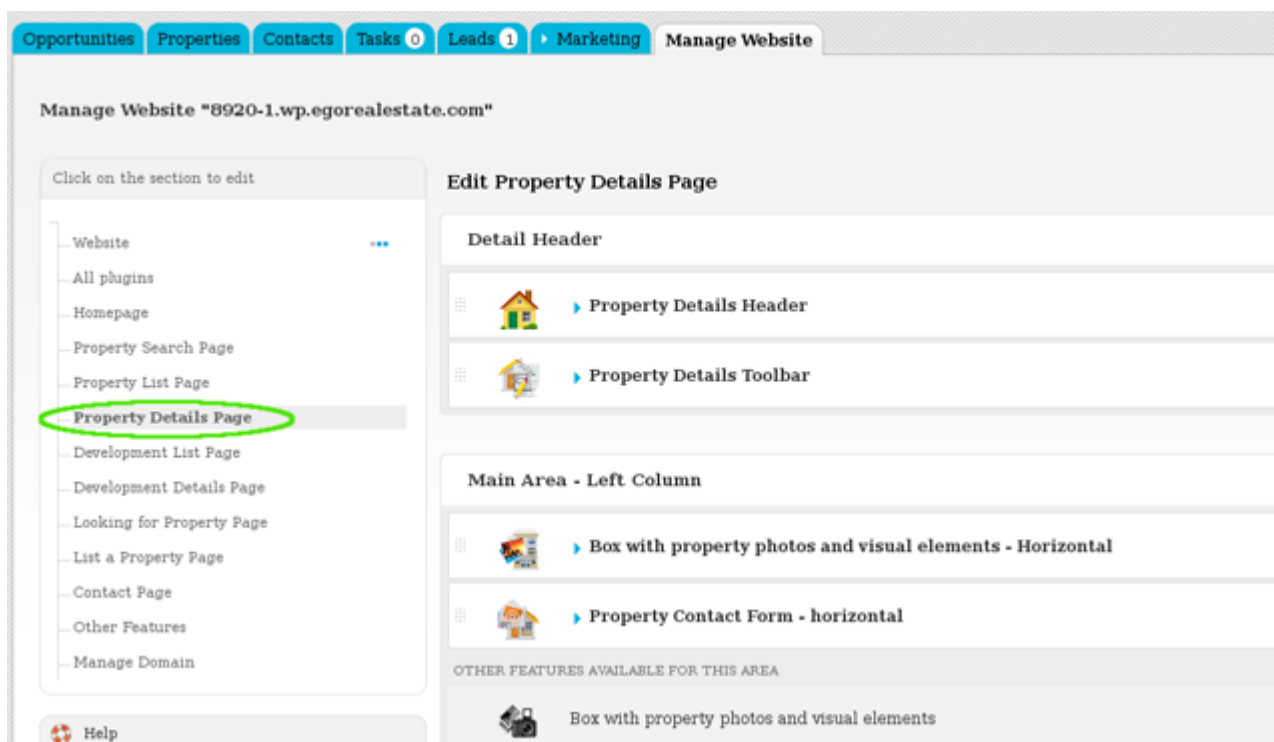 Opportunities Properties Contacts Tasks 0 Leads 1 Marketing Manage Website
Manage Website "8920-1.wp.egorealestate.com"
Click on the section to edit
Website
All plugins
Homepage
Property Search Page
Property List Page
Property Details Page
Development List Page
Development Details Page
Looking for Property Page
List a Property Page
Contact Page
Other Features
Manage Domain
Help
Edit Property Details Page
Detail Header
Property Details Header
Property Details Toolbar
Main Area - Left Column
Box with property photos and visual elements - Horizontal
Property Contact Form - horizontal
OTHER FEATURES AVAILABLE FOR THIS AREA
Box with property photos and visual elements